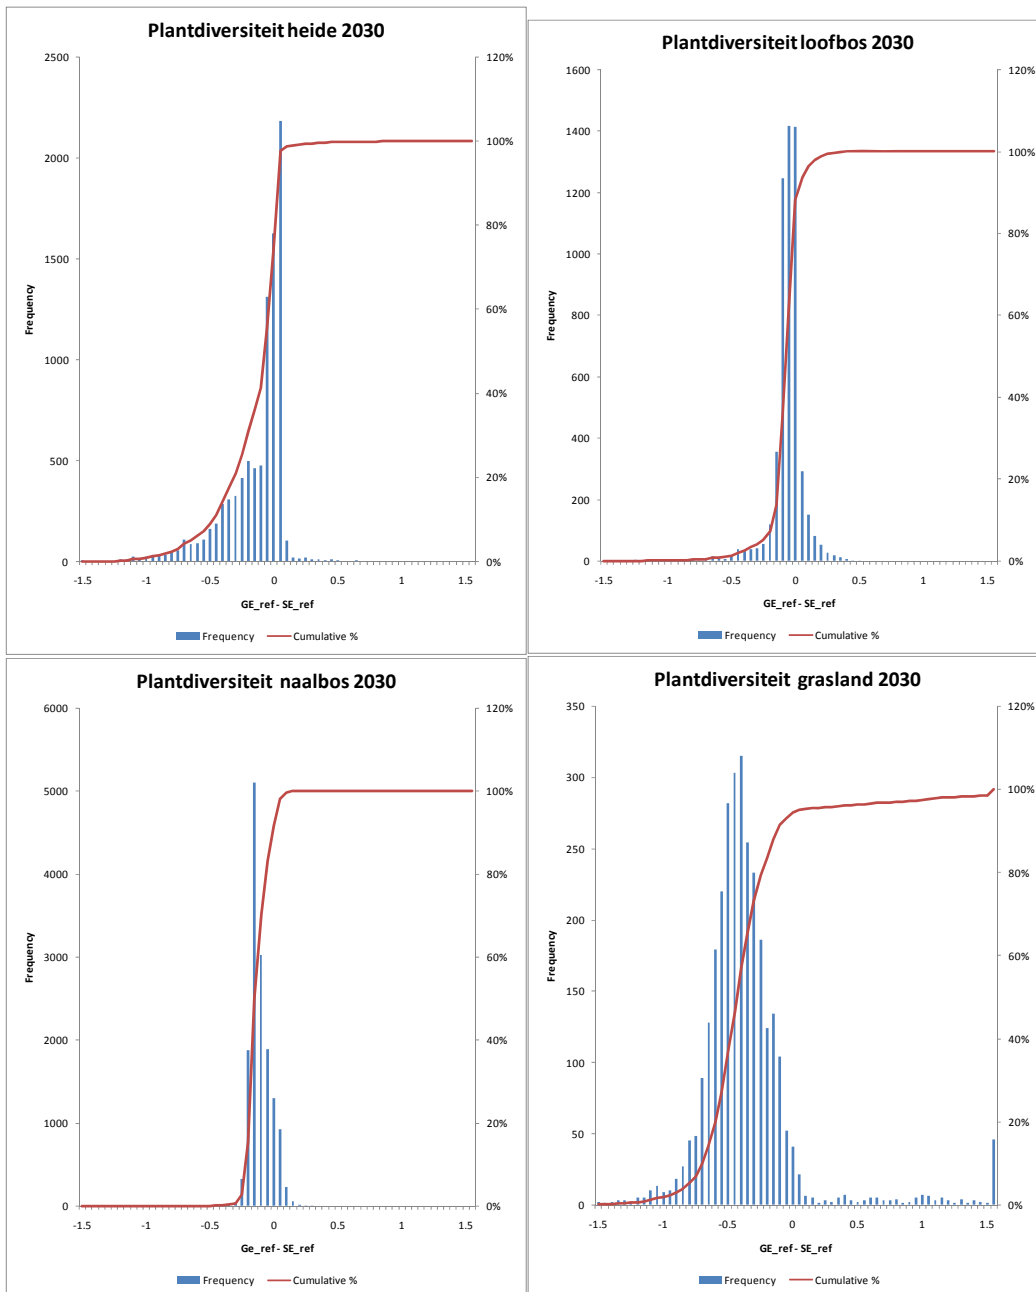 Plantdiversiteit heide 2030
2500
2000
1500
1000
500
0
120%
100%
80%
60%
40%
20%
0%
Frequency
-1.5 -1 -0.5 0 0.5 1 1.5
GE_ref - SE_ref
Frequency Cumulative %
Plantdiversiteit loofbos 2030
1600
1400
1200
1000
800
600
400
200
0
120%
100%
80%
60%
40%
20%
0%
Frequency
-1.5 -1 -0.5 0 0.5 1 1.5
GE_ref - SE_ref
Frequency Cumulative %
Plantdiversiteit naalbos 2030
6000
5000
4000
3000
2000
1000
0
120%
100%
80%
60%
40%
20%
0%
Frequency
-1.5 -1 -0.5 0 0.5 1 1.5
Ge_ref - SE_ref
Frequency Cumulative %
Plantdiversiteit grasland 2030
350
300
250
200
150
100
50
0
120%
100%
80%
60%
40%
20%
0%
Frequency
-1.5 -1 -0.5 0 0.5 1 1.5
GE_ref - SE_ref
Frequency Cumulative %